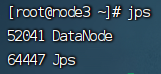 [root@node3 ~]# jps
52041 DataNode
64447 Jps